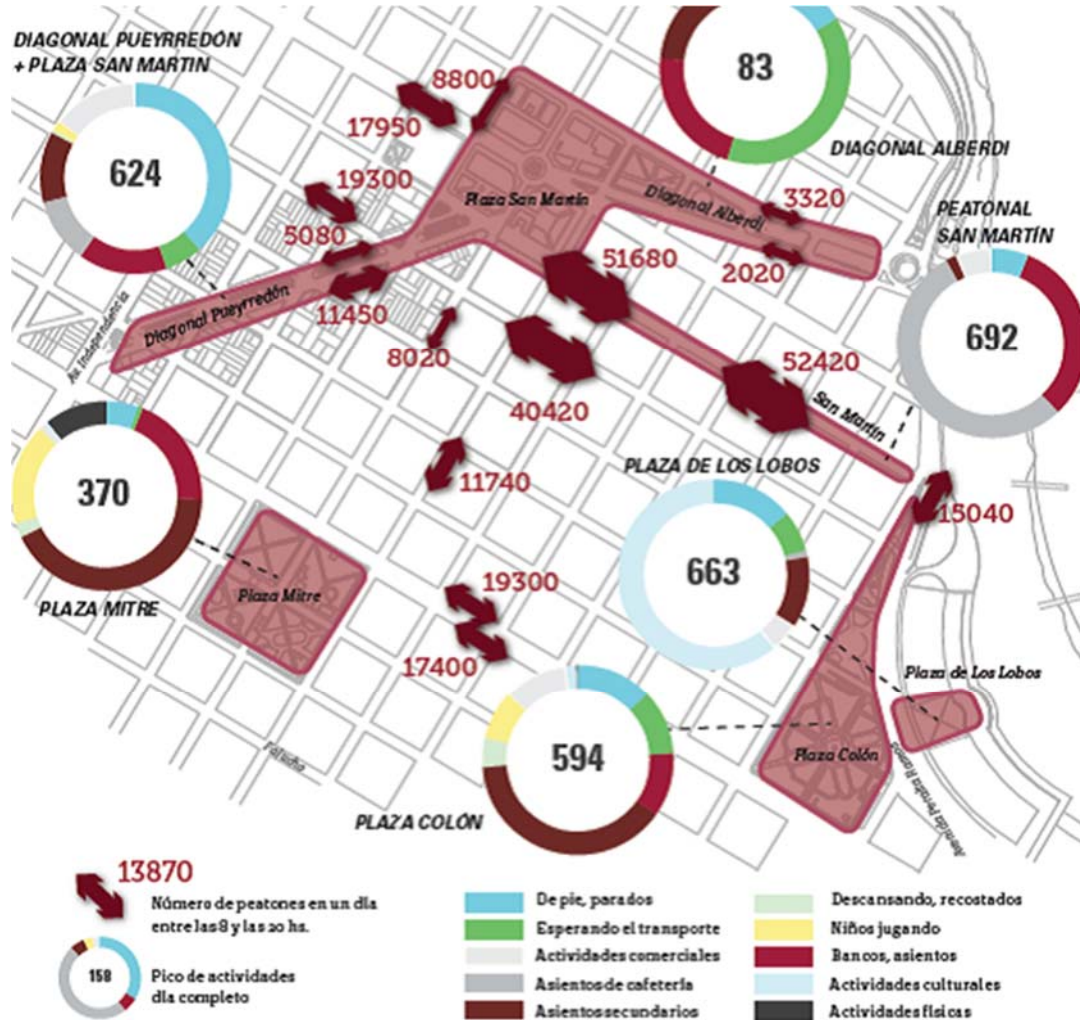 DIAGONAL PUEYRREDÓN
+ PLAZA SAN MARTIN
624
8800
17950
19300
5080
11450
8020
83
DIAGONAL ALBERDI
Plaza San Martín
Diagonal Alberdi
3320
2020
PEATONAL
SAN MARTÍN
692
51680
40420
52420
San Martín
Diagonal Pueyrredón
Av. Independencia
370
PLAZA MITRE
Plaza Mitre
11740
PLAZA DE LOS LOBOS
663
15040
19300
17400
Plaza de Los Lobos
Plaza Colón
594
PLAZA COLÓN
Falucho
Avenida Peralta Ramos
13870
Número de peatones en un día
entre las 8 y las 20 hs.
158
Pico de actividades
día completo
De pie, parados
Esperando el transporte
Actividades comerciales
Asientos de cafetería
Asientos secundarios
Descansando, recostados
Niños jugando
Bancos, asientos
Actividades culturales
Actividades físicas